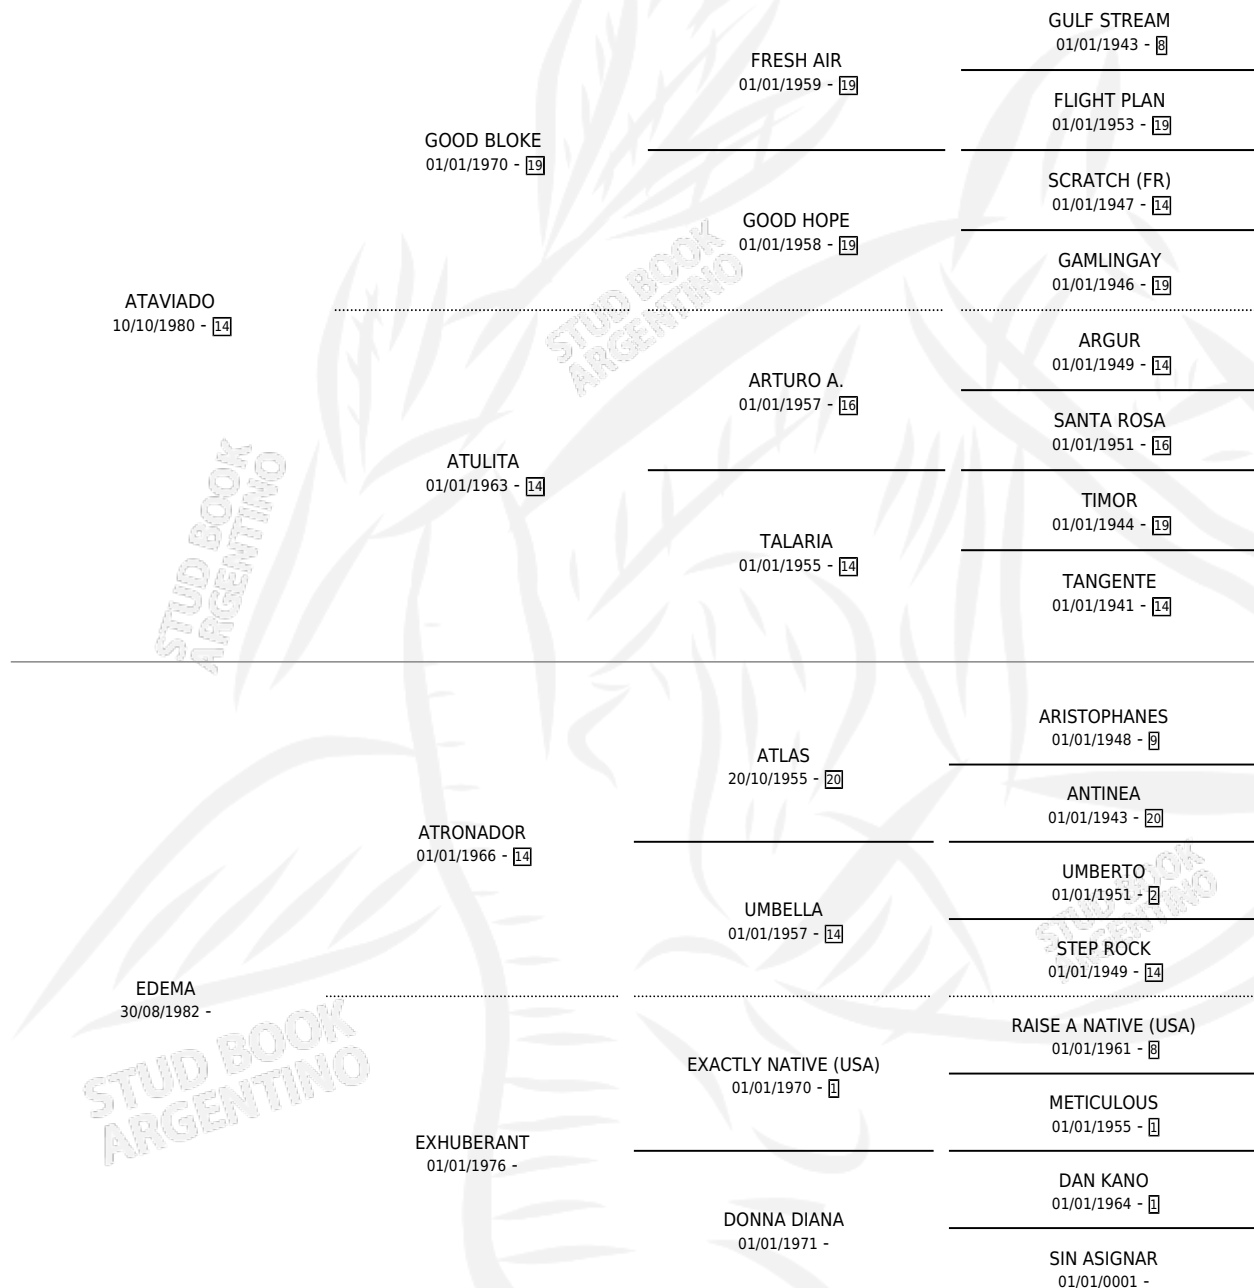 GULF STREAM
01/01/1943 - 8
FRESH AIR
01/01/1959 - 19
FLIGHT PLAN
01/01/1953 - 19
GOOD BLOKE
01/01/1970 - 19
SCRATCH (FR)
01/01/1947 - 14
GOOD HOPE
01/01/1958 - 19
GAMLINGAY
01/01/1946 - 19
ATAVIADO
10/10/1980 - 14
ARGUR
01/01/1949 - 14
ARTURO A.
01/01/1957 - 16
SANTA ROSA
01/01/1951 - 16
ATULITA
01/01/1963 - 14
TIMOR
01/01/1944 - 19
TALARIA
01/01/1955 - 14
TANGENTE
01/01/1941 - 14
STUD BOOK
ARGENTINO
STUD BOOK
ARGENTINO
ARISTOPHANES
01/01/1948 - 9
ATLAS
20/10/1955 - 20
ANTINEA
01/01/1943 - 20
ATRONADOR
01/01/1966 - 14
UMBERTO
01/01/1951 - 2
UMBELLA
01/01/1957 - 14
STEP ROCK
01/01/1949 - 14
EDEMA
30/08/1982 -
RAISE A NATIVE (USA)
01/01/1961 - 8
EXACTLY NATIVE (USA)
01/01/1970 - 1
METICULOUS
01/01/1955 - 1
EXHUBERANT
01/01/1976 -
DAN KANO
01/01/1964 - 1
DONNA DIANA
01/01/1971 -
SIN ASIGNAR
01/01/0001 -
STUD BOOK
ARGENTINO
STUD BOOK
ARGENTINO